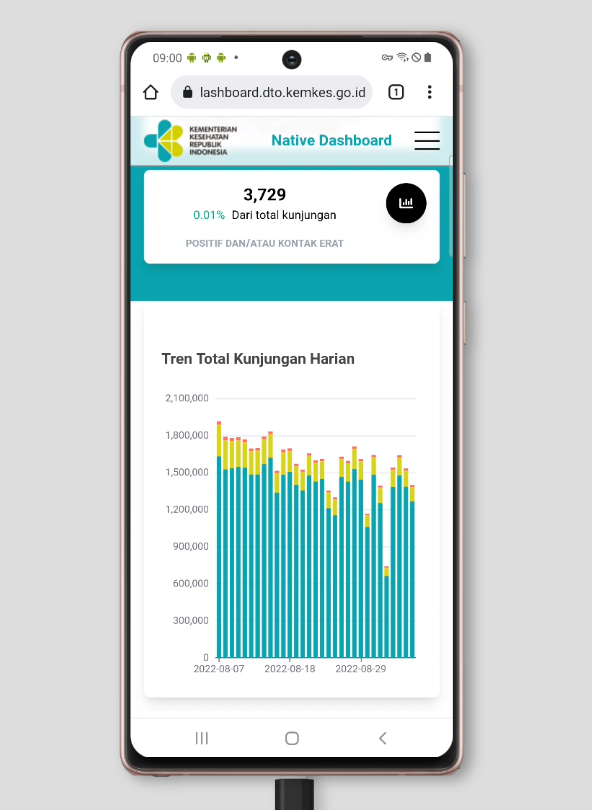 09:00
lashboard.dto.kemkes.go.id
1
KEMENTERIAN
KESEHATAN
REPUBLIK
INDONESIA
Native Dashboard
3,729
0.01% Dari total kunjungan
POSITIF DAN/ATAU KONTAK ERAT
Tren Total Kunjungan Harian
2,100,000
1,800,000
1,500,000
1,200,000
900,000
600,000
300,000
0
2022-08-07 2022-08-18 2022-08-29